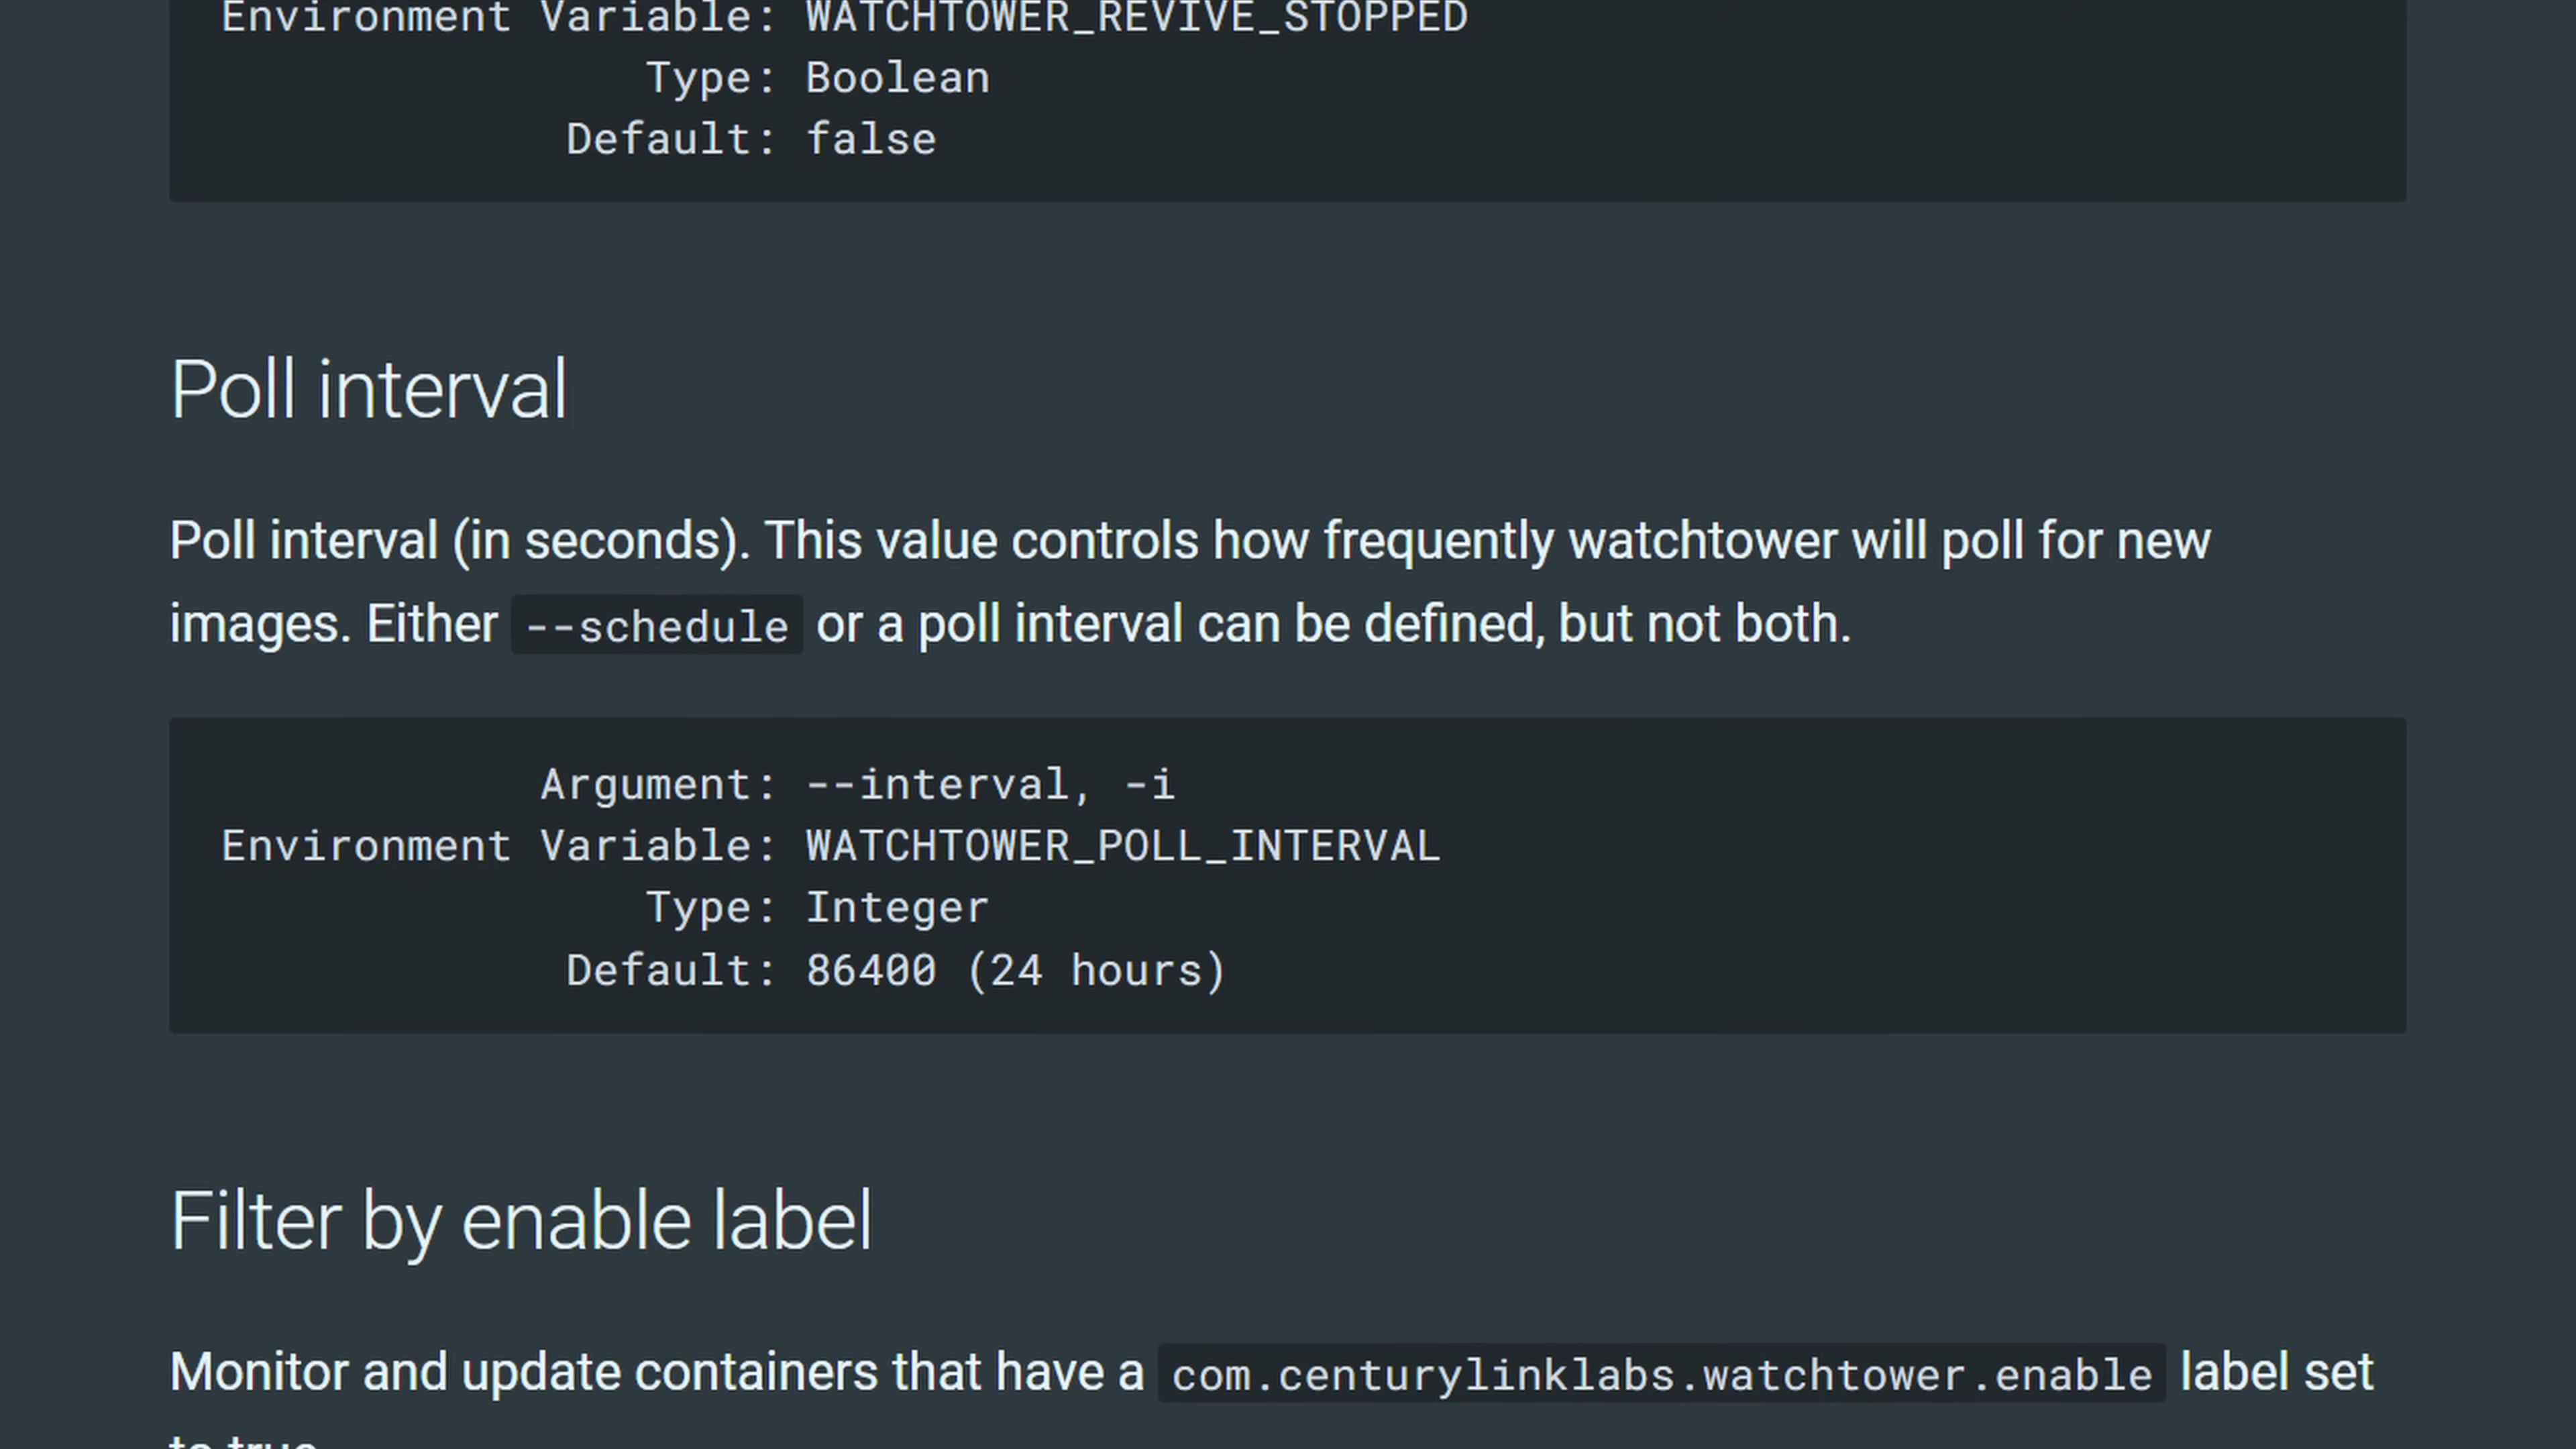 Environment Variable: WATCHTOWER_REVIVE_STOPPED
Type: Boolean
Default: false
Poll interval
Poll interval (in seconds). This value controls how frequently watchtower will poll for new
images. Either --schedule or a poll interval can be defined, but not both.
Argument: --interval, -i
Environment Variable: WATCHTOWER_POLL_INTERVAL
Type: Integer
Default: 86400 (24 hours)
Filter by enable label
Monitor and update containers that have a com.centurylinklabs.watchtower.enable label set
to true